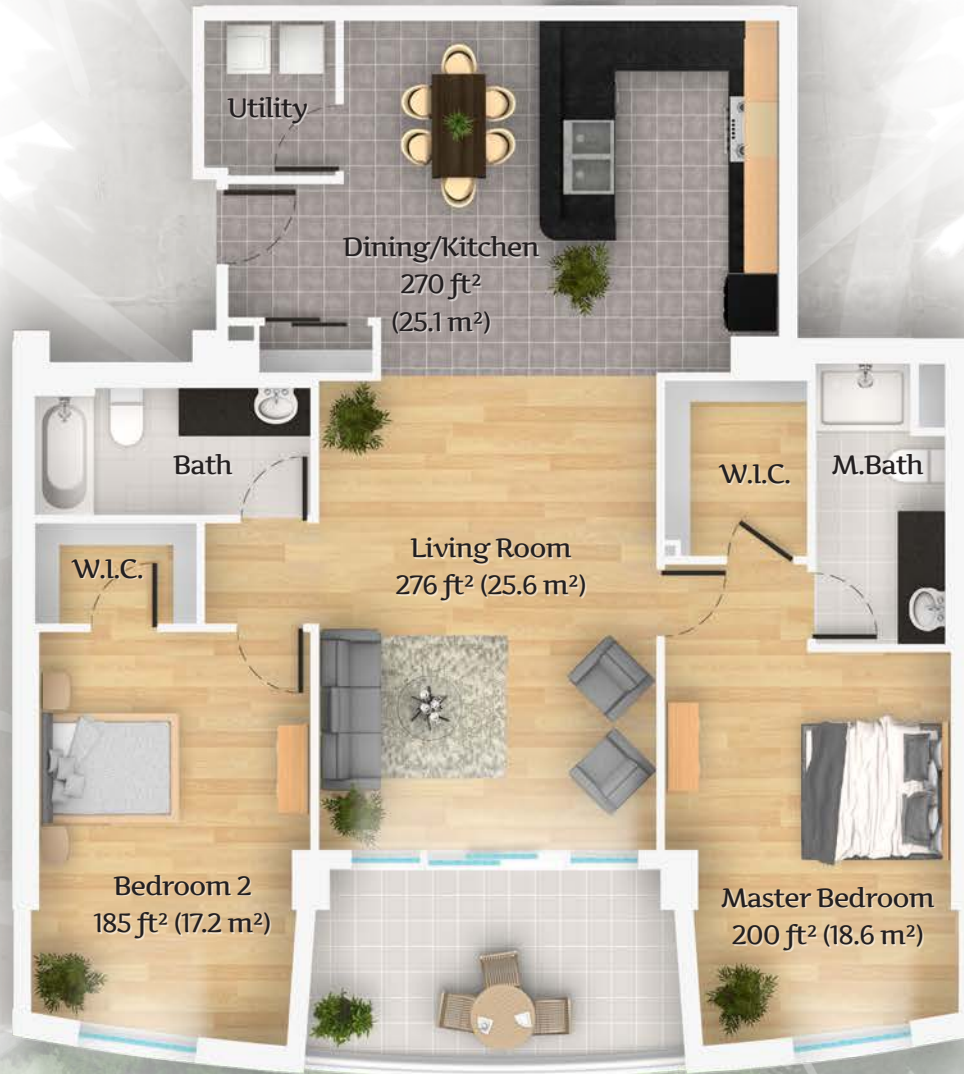 Utility
Dining/Kitchen
270 ft²
(25.1 m²)
Bath
W.I.C.
M.Bath
W.I.C.
Living Room
276 ft² (25.6 m²)
Bedroom 2
185 ft² (17.2 m²)
Master Bedroom
200 ft² (18.6 m²)